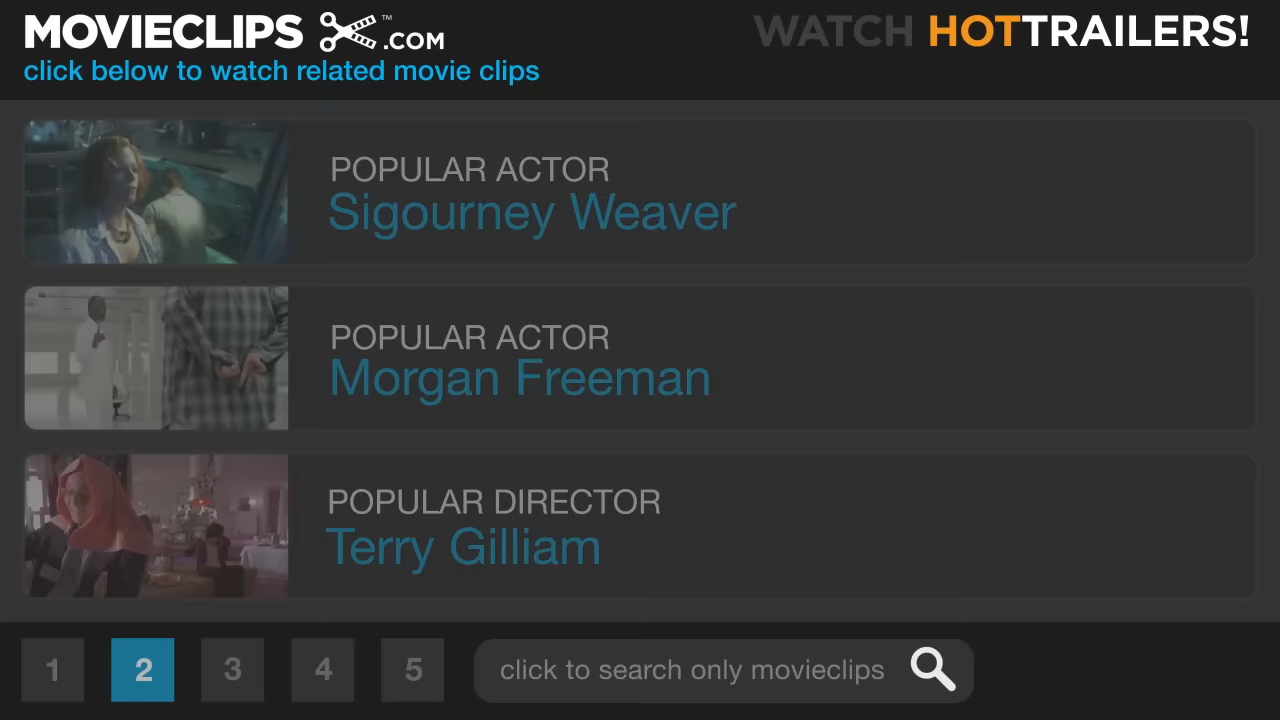 MOVIECLIPS ™ .COM
WATCH HOTTRAILERS!
click below to watch related movie clips
POPULAR ACTOR
Sigourney Weaver
POPULAR ACTOR
Morgan Freeman
POPULAR DIRECTOR
Terry Gilliam
1 2 3 4 5 click to search only movieclips